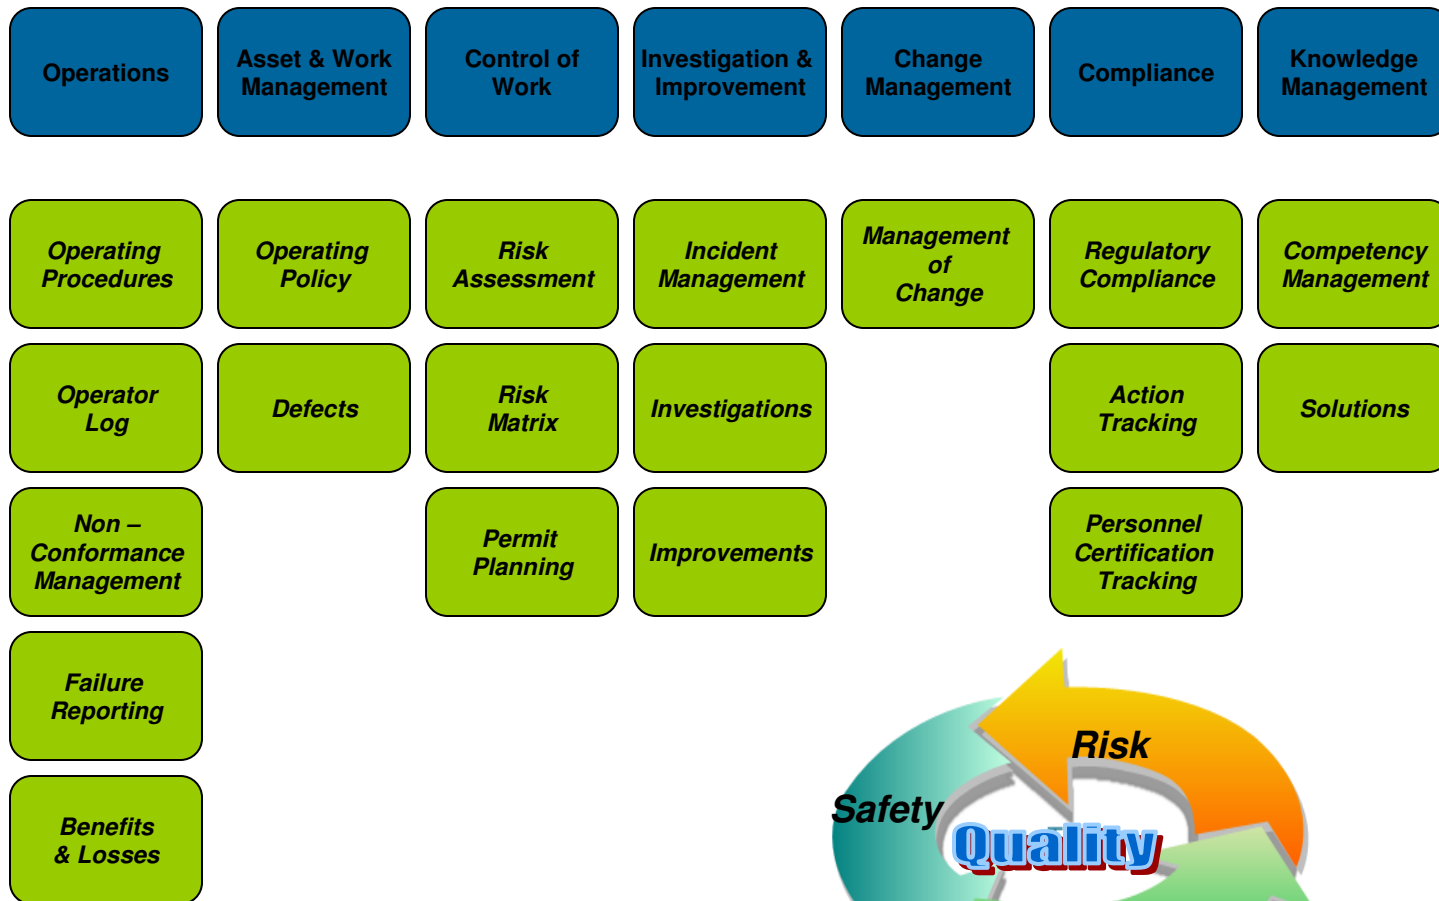 Operations
Asset & Work
Management
Control of
Work
Investigation &
Improvement
Change
Management
Compliance
Knowledge
Management
Operating
Procedures
Operating
Policy
Risk
Assessment
Incident
Management
Management
of
Change
Regulatory
Compliance
Competency
Management
Operator
Log
Defects
Risk
Matrix
Investigations
Action
Tracking
Solutions
Non –
Conformance
Management
Permit
Planning
Improvements
Personnel
Certification
Tracking
Failure
Reporting
Benefits
& Losses
Risk
Safety
Quality